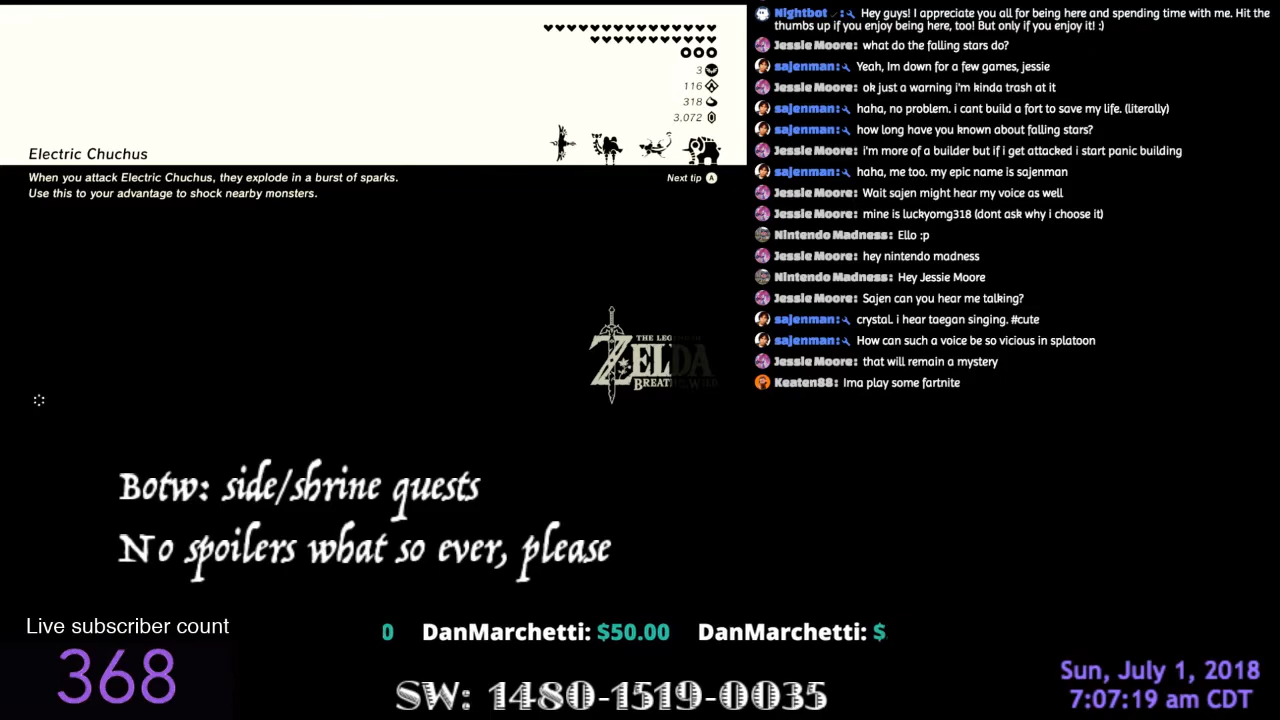 3
116
318
3,072
Electric Chuchus
When you attack Electric Chuchus, they explode in a burst of sparks.
Use this to your advantage to shock nearby monsters.
Next tip A
THE LEGEND OF
ZELDA
BREATH OF THE WILD
Botw: side/shrine quests
No spoilers what so ever, please
Live subscriber count
368
0 DanMarchetti: $50.00 DanMarchetti: $
SW: 1480-1519-0035
Nightbot : Hey guys! I appreciate you all for being here and spending time with me. Hit the
thumbs up if you enjoy being here, too! But only if you enjoy it! :)
Jessie Moore: what do the falling stars do?
sajenman: Yeah, Im down for a few games, jessie
Jessie Moore: ok just a warning i'm kinda trash at it
sajenman: haha, no problem. i cant build a fort to save my life. (literally)
sajenman: how long have you known about falling stars?
Jessie Moore: i'm more of a builder but if i get attacked i start panic building
sajenman: haha, me too. my epic name is sajenman
Jessie Moore: Wait sajen might hear my voice as well
Jessie Moore: mine is luckyomg318 (dont ask why i choose it)
Nintendo Madness: Ello :p
Jessie Moore: hey nintendo madness
Nintendo Madness: Hey Jessie Moore
Jessie Moore: Sajen can you hear me talking?
sajenman: crystal. i hear taegan singing. #cute
sajenman: How can such a voice be so vicious in splatoon
Jessie Moore: that will remain a mystery
Keaten88: Ima play some fartnite
Sun, July 1, 2018
7:07:19 am CDT